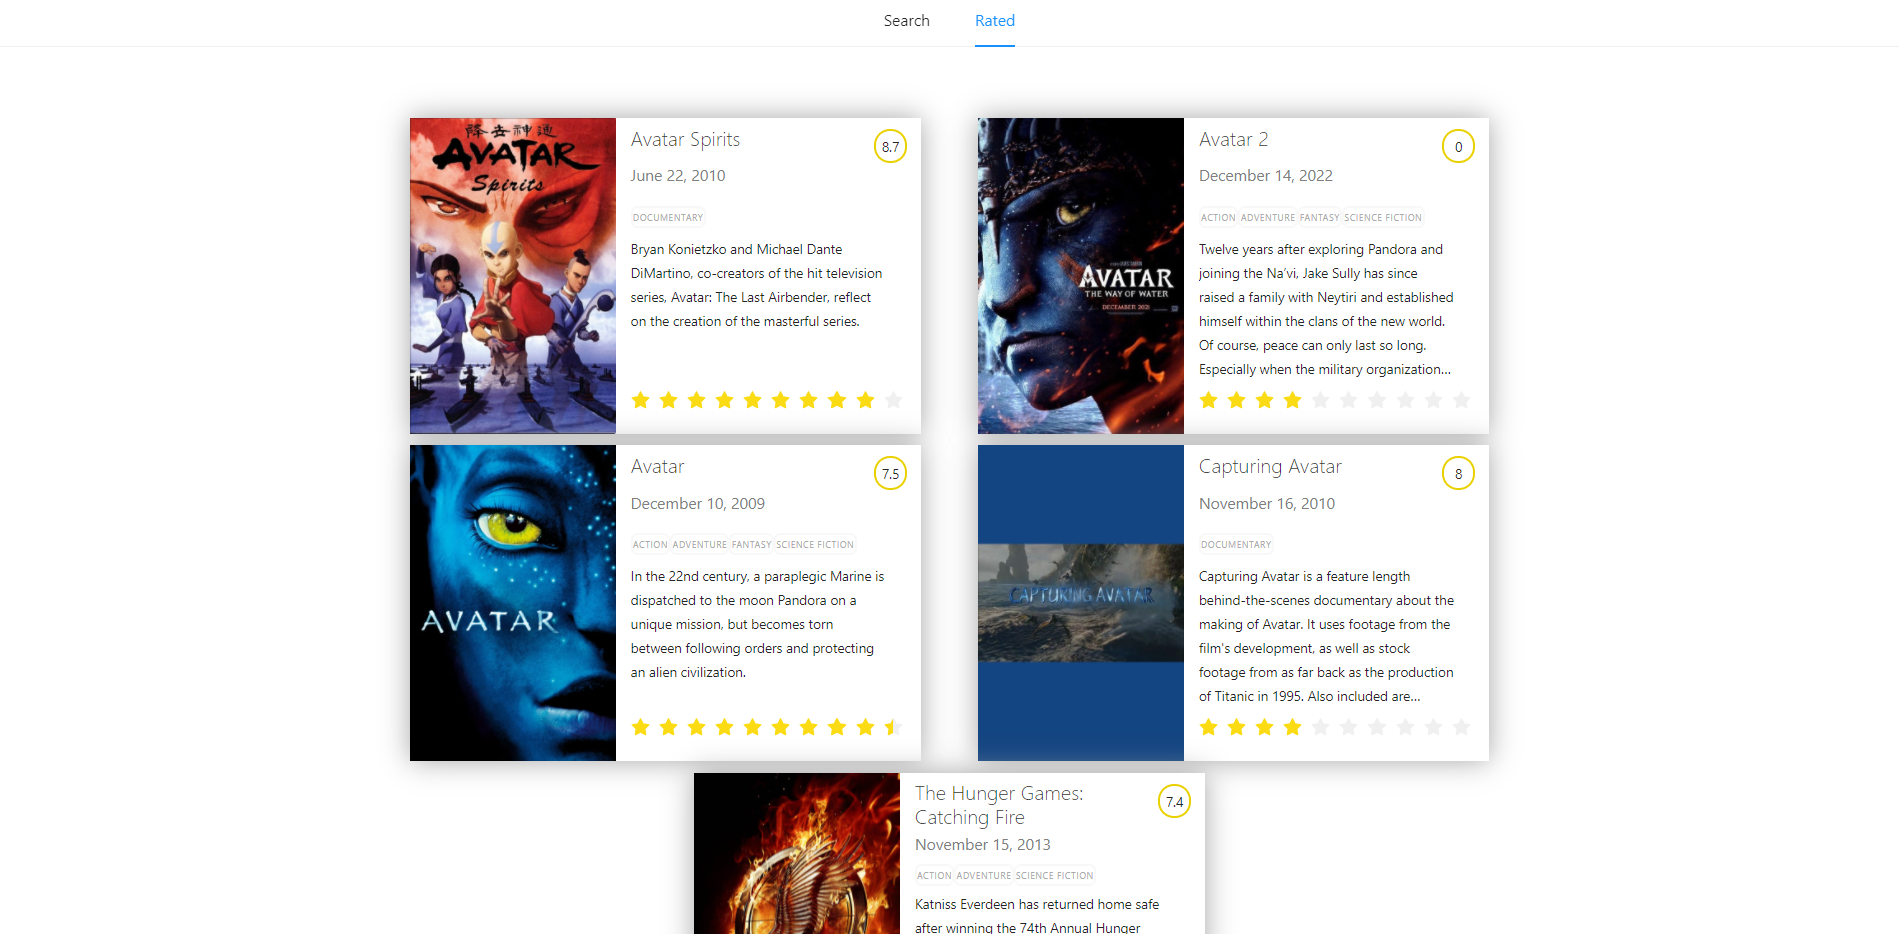 Search
Rated
降去神通
AVATAR
Spirits
Avatar Spirits
8.7
June 22, 2010
DOCUMENTARY
Bryan Konietzko and Michael Dante
DiMartino, co-creators of the hit television
series, Avatar: The Last Airbender, reflect
on the creation of the masterful series.
AVATAR
THE WAY OF WATER
DECEMBER 2021
Avatar 2
0
December 14, 2022
ACTION ADVENTURE FANTASY SCIENCE FICTION
Twelve years after exploring Pandora and
joining the Na'vi, Jake Sully has since
raised a family with Neytiri and established
himself within the clans of the new world.
Of course, peace can only last so long.
Especially when the military organization...
AVATAR
Avatar
7.5
December 10, 2009
ACTION ADVENTURE FANTASY SCIENCE FICTION
In the 22nd century, a paraplegic Marine is
dispatched to the moon Pandora on a
unique mission, but becomes torn
between following orders and protecting
an alien civilization.
CAPTURING AVATAR
Capturing Avatar
8
November 16, 2010
DOCUMENTARY
Capturing Avatar is a feature length
behind-the-scenes documentary about the
making of Avatar. It uses footage from the
film's development, as well as stock
footage from as far back as the production
of Titanic in 1995. Also included are...
The Hunger Games:
Catching Fire
7.4
November 15, 2013
ACTION ADVENTURE SCIENCE FICTION
Katniss Everdeen has returned home safe
after winning the 74th Annual Hunger